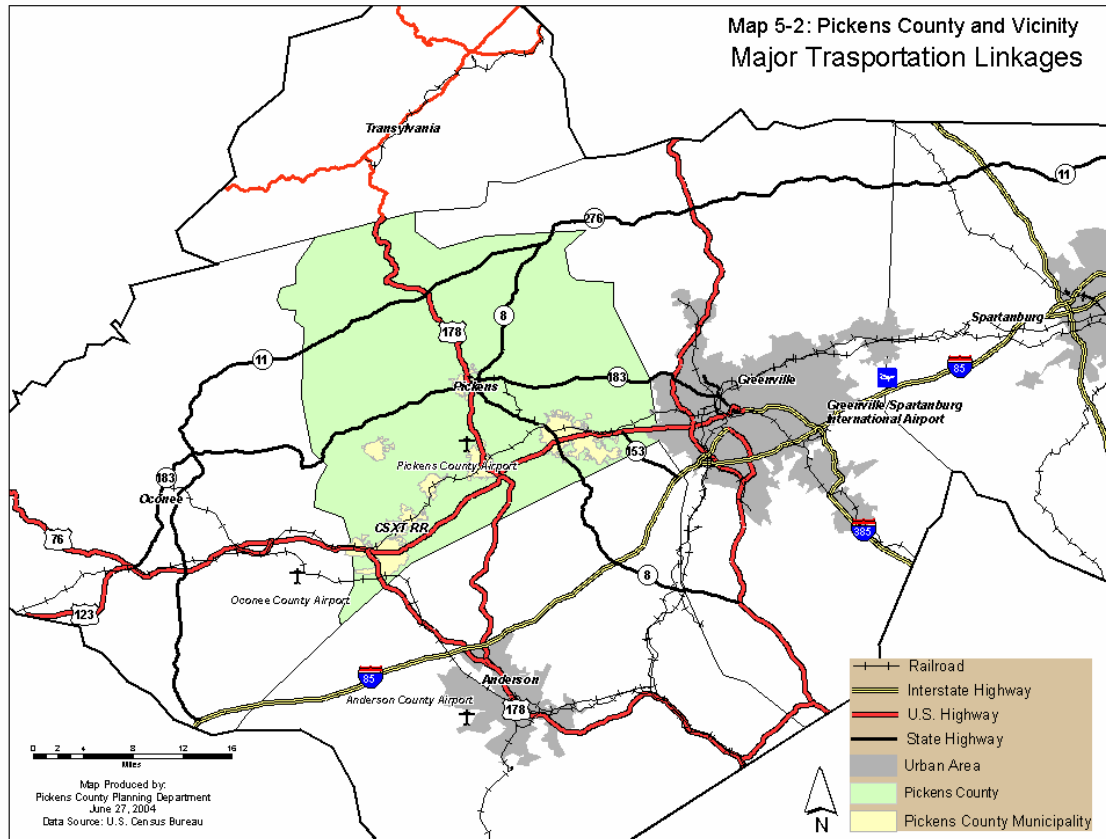 Map 5-2: Pickens County and Vicinity
Major Trasportation Linkages
Transylvania
11
276
8
178
11
Spartanburg
85
183
Pickens
Greenville
Greenville/Spartanburg
International Airport
153
Pickens County Airport
183
Oconee
CSXT RR
76
385
8
Oconee County Airport
123
85
Anderson
Anderson County Airport
178
Railroad
Interstate Highway
U.S. Highway
State Highway
Urban Area
Pickens County
Pickens County Municipality
0 2 4 8 12 16
Miles
Map Produced by:
Pickens County Planning Department
June 27, 2004
Data Source: U.S. Census Bureau
N